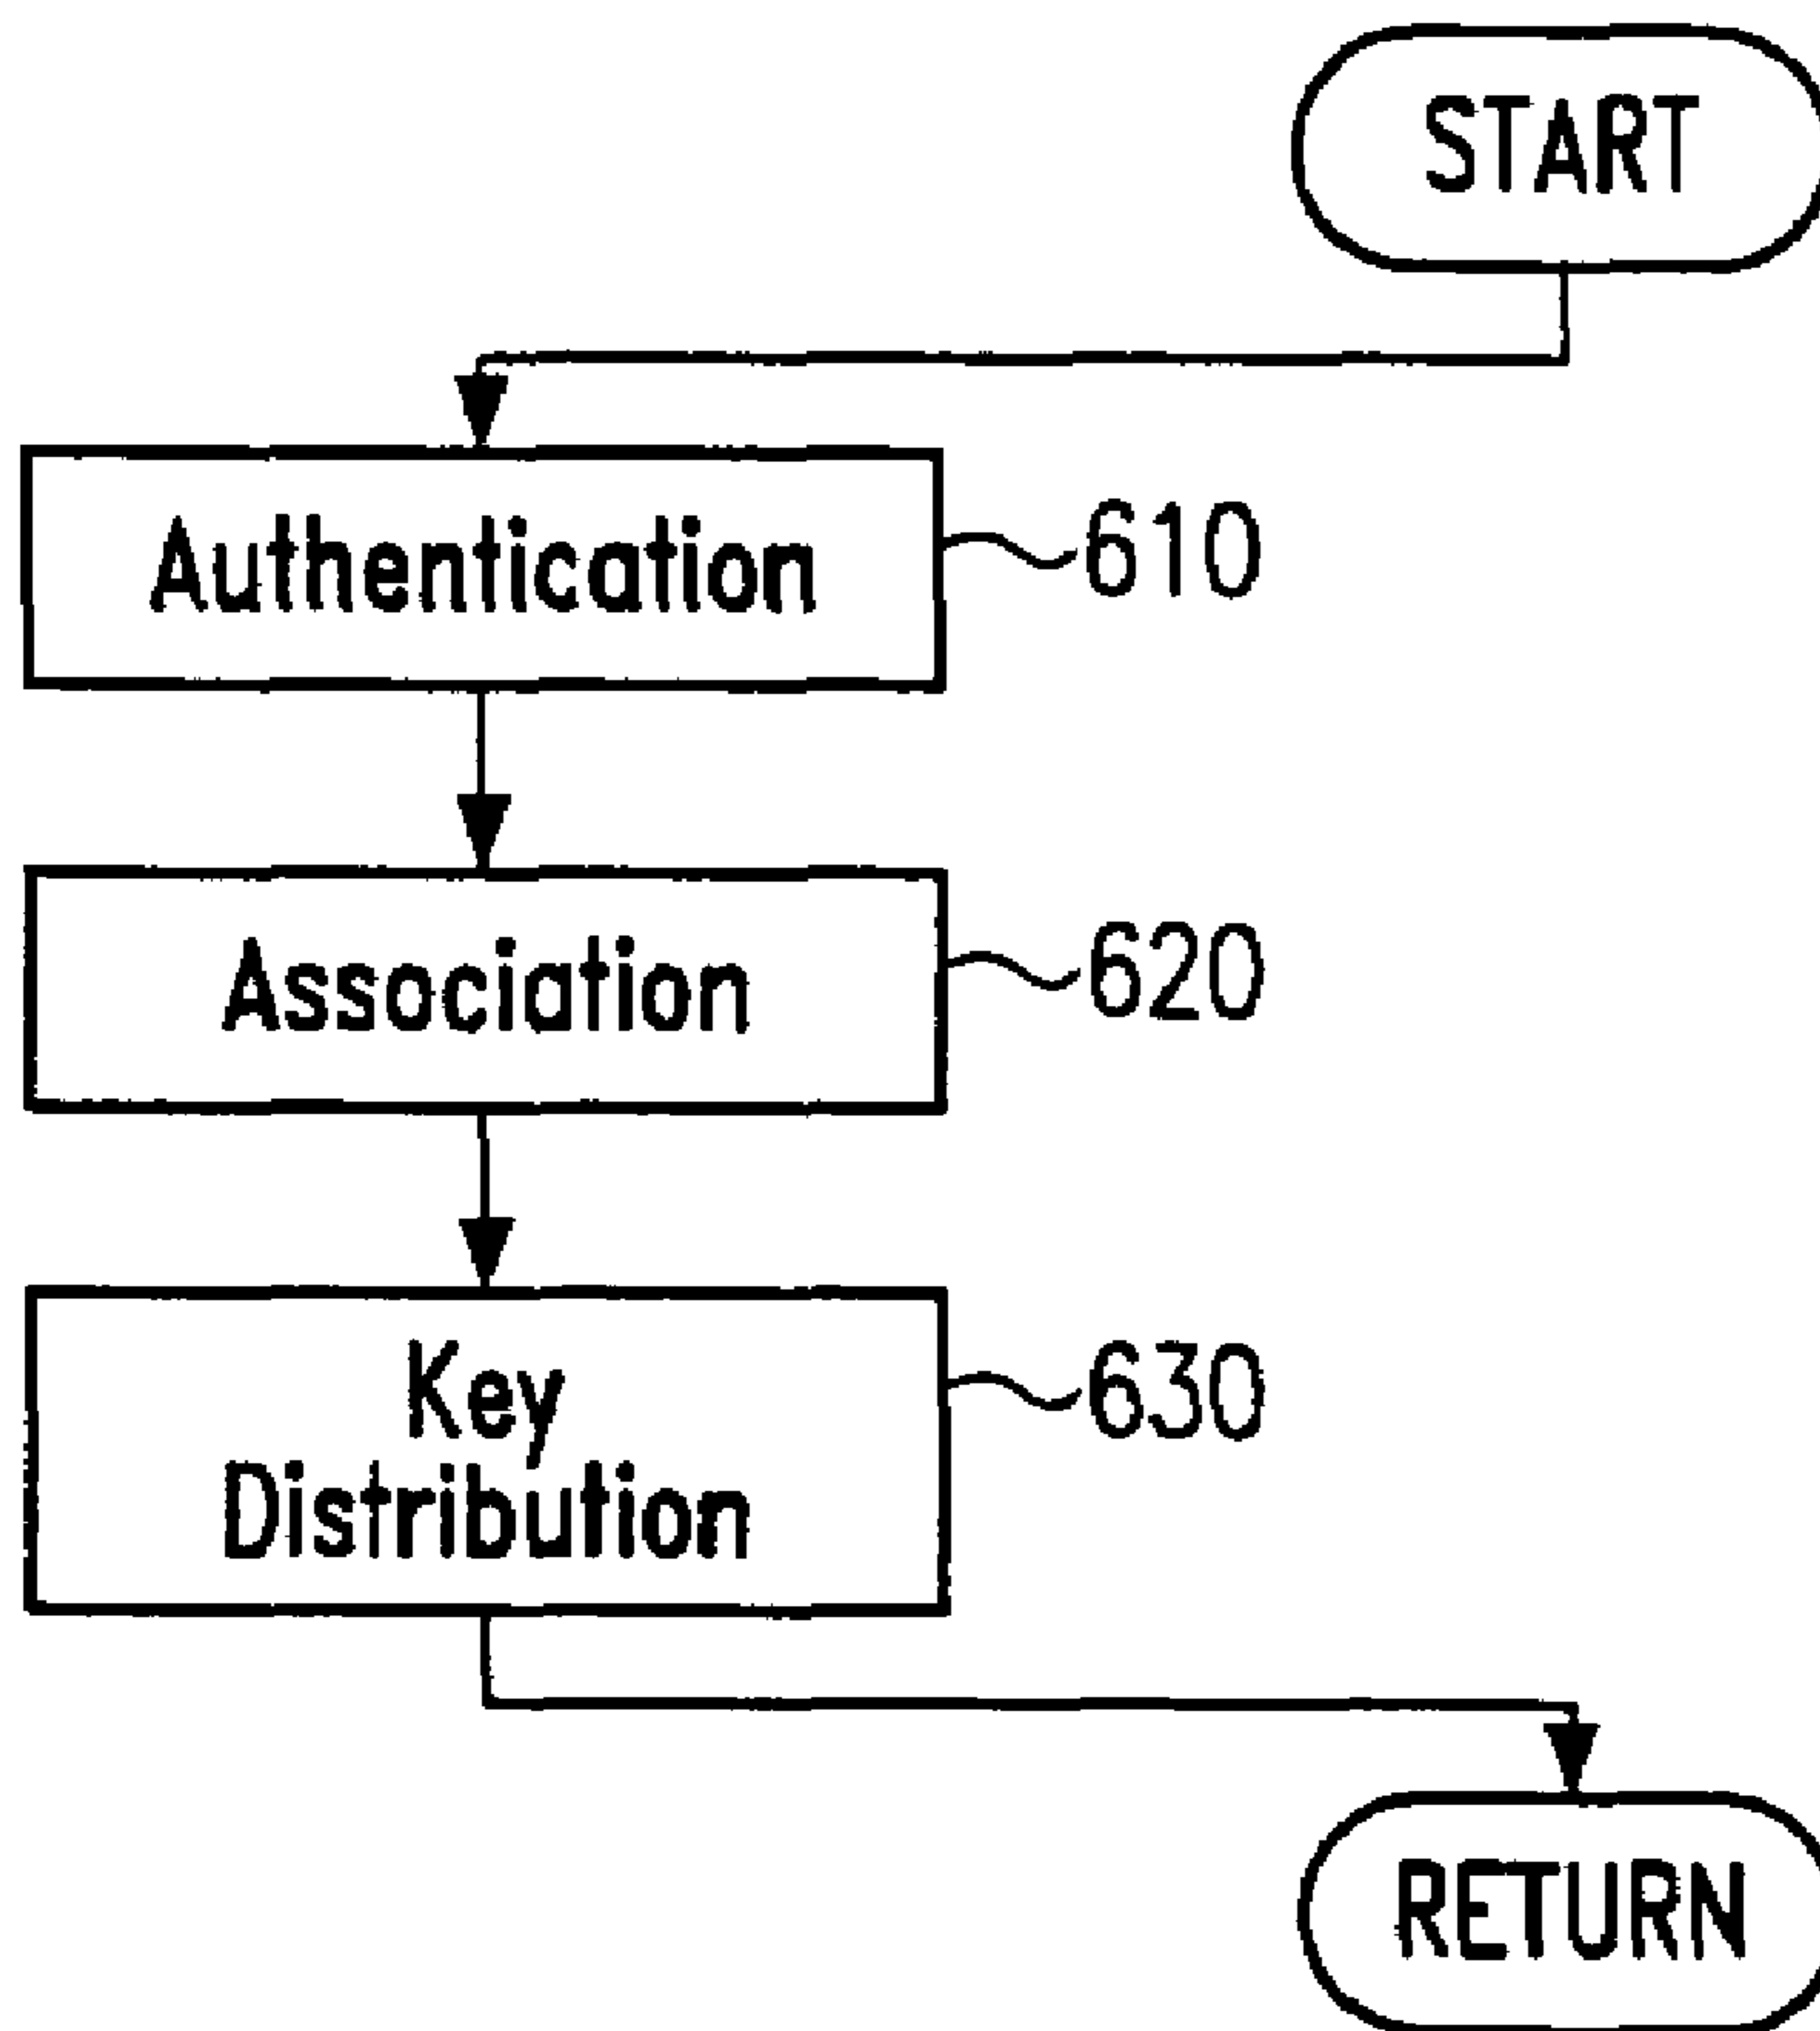 START
Authentication
610
Association
620
Key
Distribution
630
RETURN